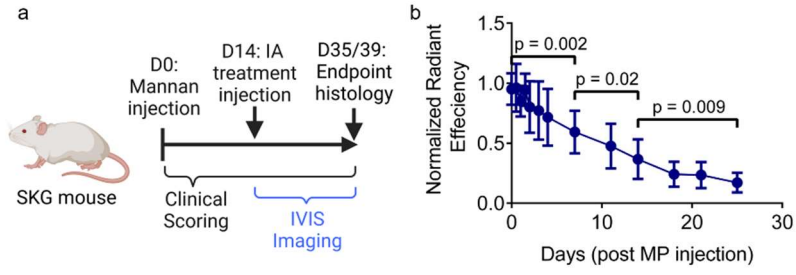 a
D0:
Mannan
injection
D14: IA
treatment
injection
D35/39:
Endpoint
histology
SKG mouse
Clinical
Scoring
IVIS
Imaging
b
Normalized Radiant
Effeciency
1.5
1.0
0.5
0.0
p = 0.002
p = 0.02
p = 0.009
0
10
20
30
Days (post MP injection)